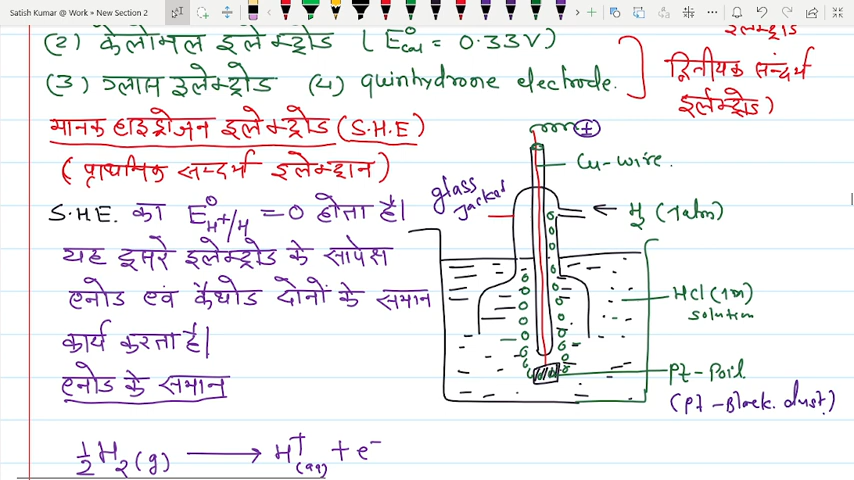 Satish Kumar @ Work » New Section 2
(2) केलोमल इलेक्ट्रोड ( E°cal = 0.33V)
(3) ग्लास इलेक्ट्रोड (4) quinhydrone electrode.
द्वितीयक सन्दर्भ
इलेक्ट्रोड)
मानक हाइड्रोजन इलेक्ट्रोड (S.H.E)
(प्राथमिक सन्दर्भ
S.H.E. का E°H+/H = 0 होता है।
यह दुसरे इलेक्ट्रोड के सापेक्ष
एनोड एवं कैथोड दोनों के समान
कार्य करता है।
एनोड के समान
1/2 H2(g) ⟶ H+(aq) + e-
+
Cu-wire.
glass
Jacket
← H2 (1atm)
HCl (1M)
solution
Pt-Foil
(Pt-Black dust)